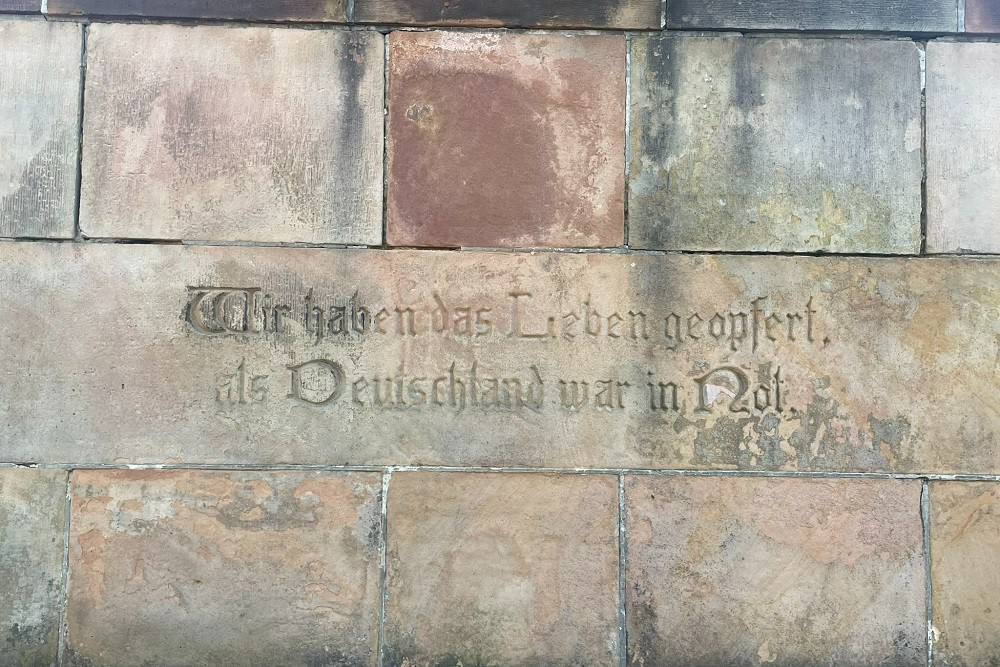 Wir haben das Leben geopfert,
als Deutschland war in Not.